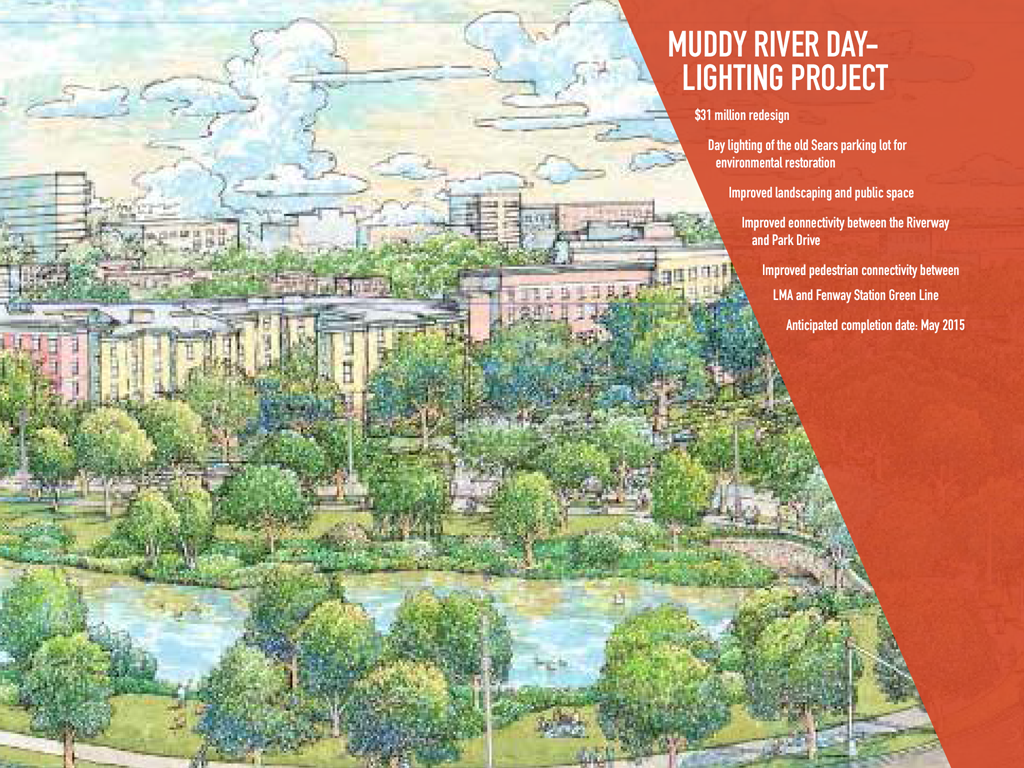 MUDDY RIVER DAY-
LIGHTING PROJECT
$31 million redesign
Day lighting of the old Sears parking lot for
environmental restoration
Improved landscaping and public space
Improved eonnectivity between the Riverway
and Park Drive
Improved pedestrian connectivity between
LMA and Fenway Station Green Line
Anticipated completion date: May 2015